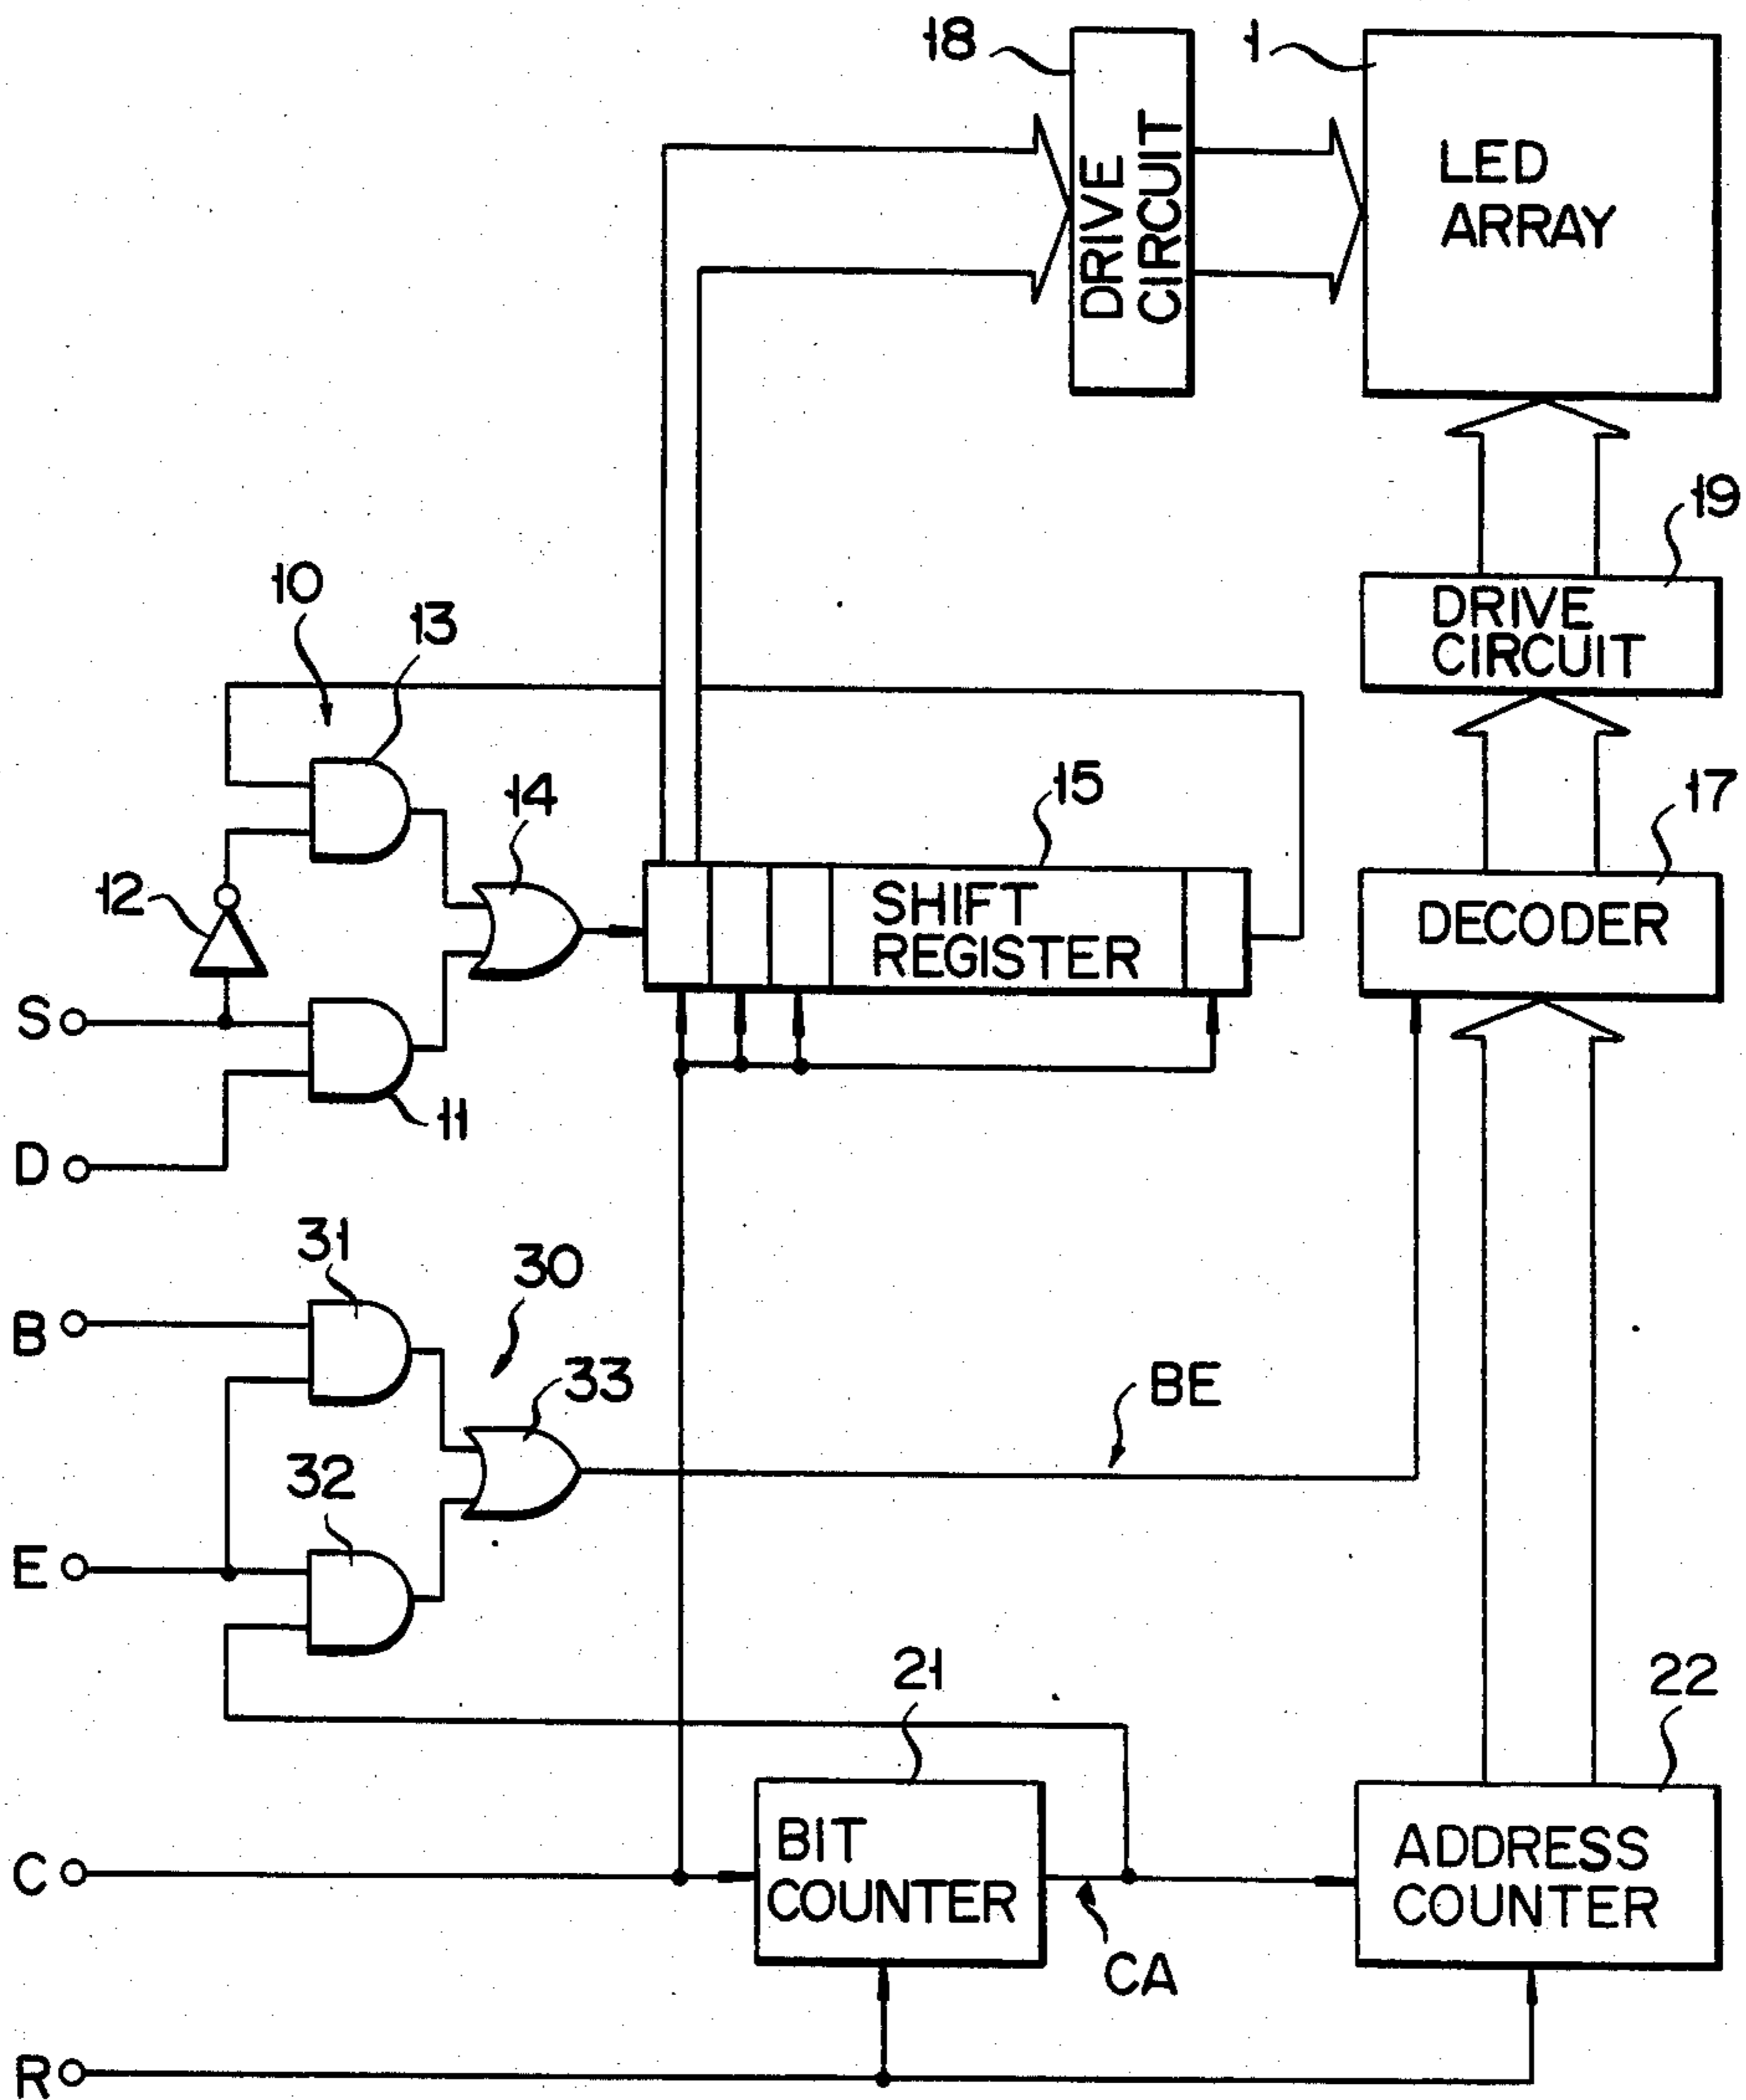 18
1
DRIVE
CIRCUIT
LED
ARRAY
19
DRIVE
CIRCUIT
10
13
14
15
17
12
SHIFT
REGISTER
DECODER
S
11
D
31
30
B
33
BE
32
E
21
22
BIT
COUNTER
ADDRESS
COUNTER
C
CA
R